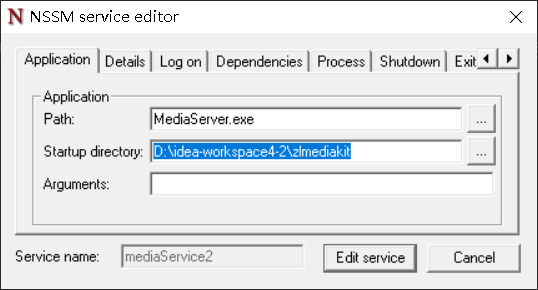 NSSM service editor
Application Details Log on Dependencies Process Shutdown Exit
Application
Path: MediaServer.exe ...
Startup directory: D:\idea-workspace4-2\zlmediakit ...
Arguments:
Service name: mediaService2 Edit service Cancel